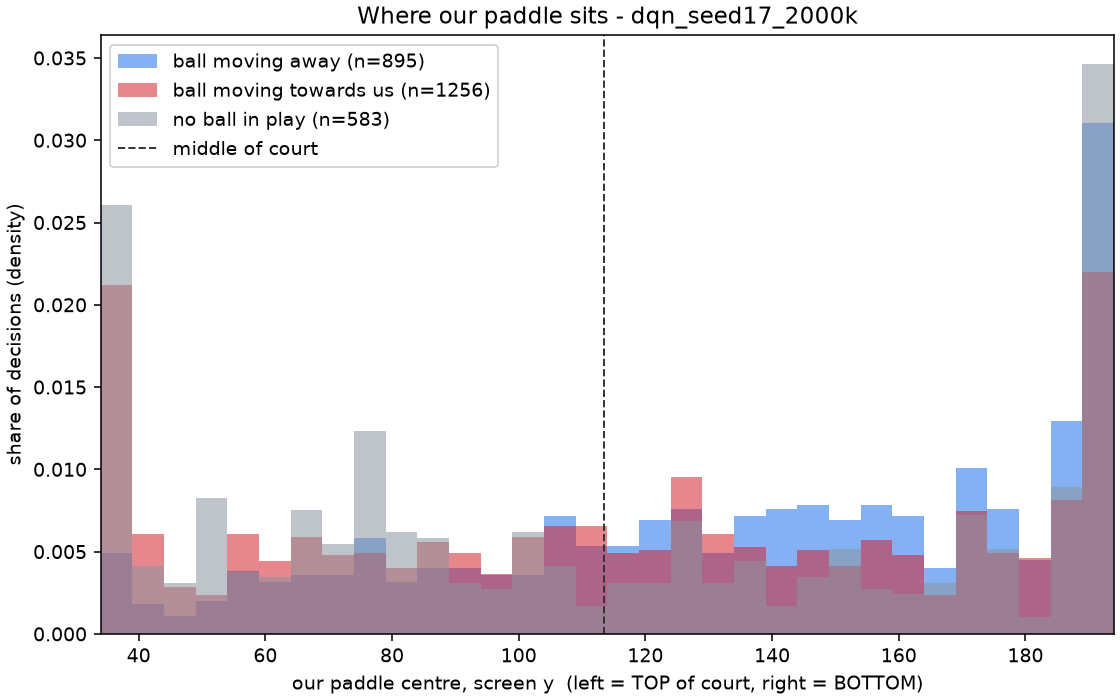 Where our paddle sits - dqn_seed17_2000k
ball moving away (n=895)
ball moving towards us (n=1256)
no ball in play (n=583)
middle of court
share of decisions (density)
0.035
0.030
0.025
0.020
0.015
0.010
0.005
0.000
40 60 80 100 120 140 160 180
our paddle centre, screen y  (left = TOP of court, right = BOTTOM)